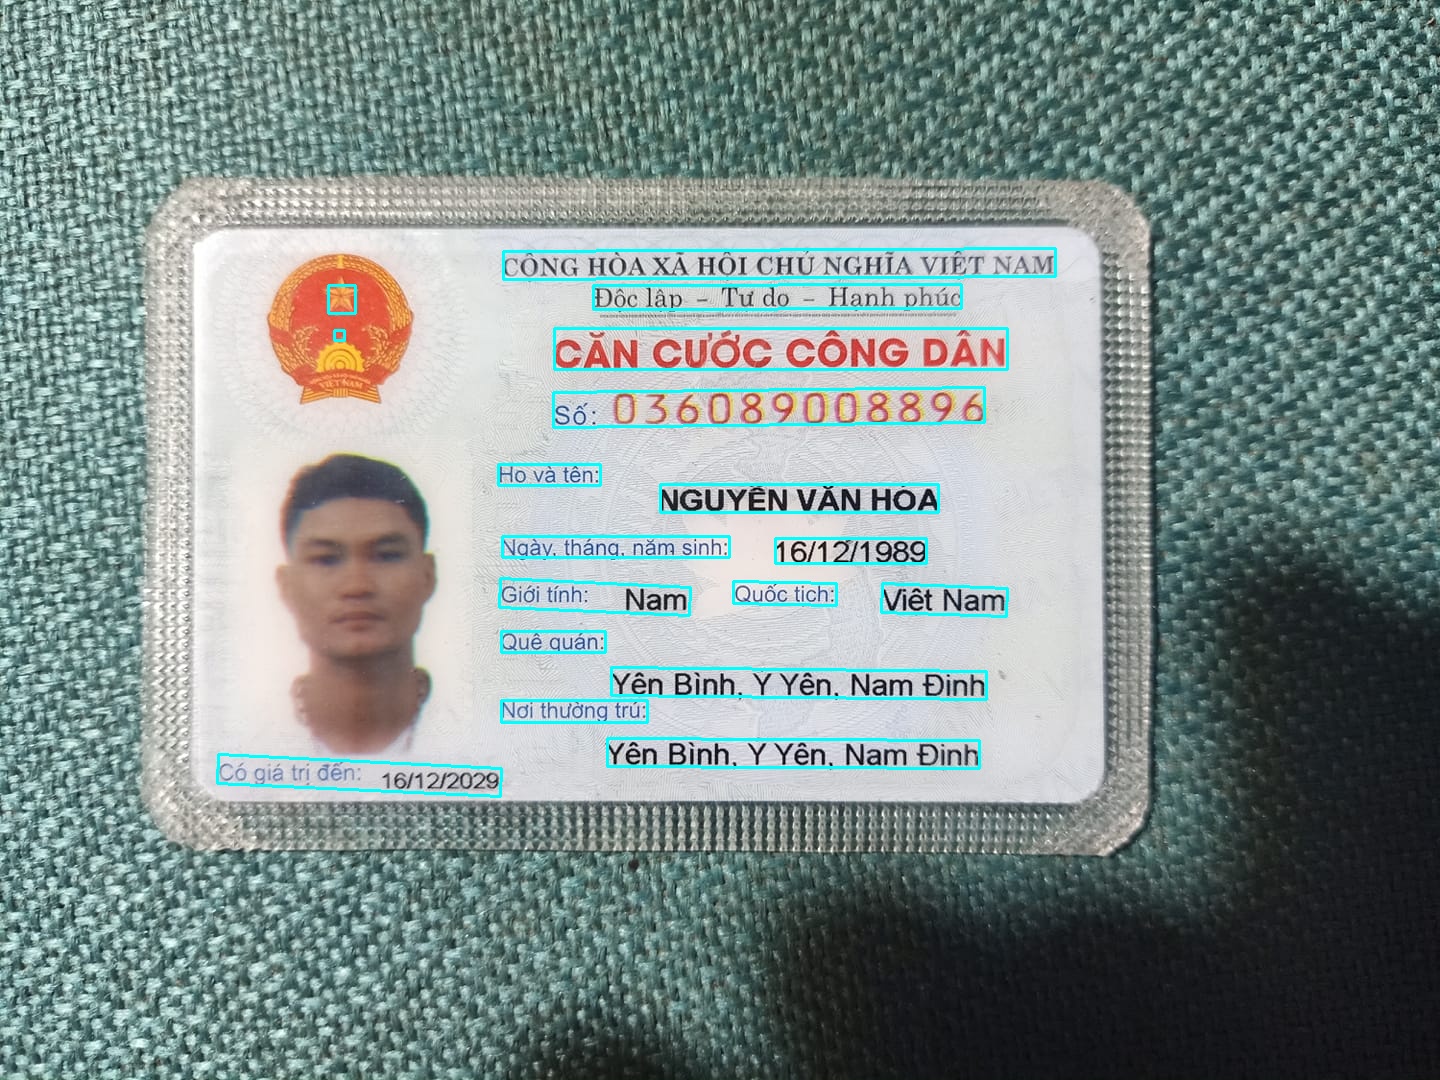 CỘNG HÒA XÃ HỘI CHỦ NGHĨA VIỆT NAM
Độc lập – Tự do – Hạnh phúc
CĂN CƯỚC CÔNG DÂN
Số: 036089008896
Họ và tên:
NGUYỄN VĂN HÒA
Ngày, tháng, năm sinh: 16/12/1989
Giới tính: Nam Quốc tịch: Việt Nam
Quê quán:
Yên Bình, Ý Yên, Nam Định
Nơi thường trú:
Yên Bình, Ý Yên, Nam Định
Có giá trị đến: 16/12/2029
VIỆT NAM